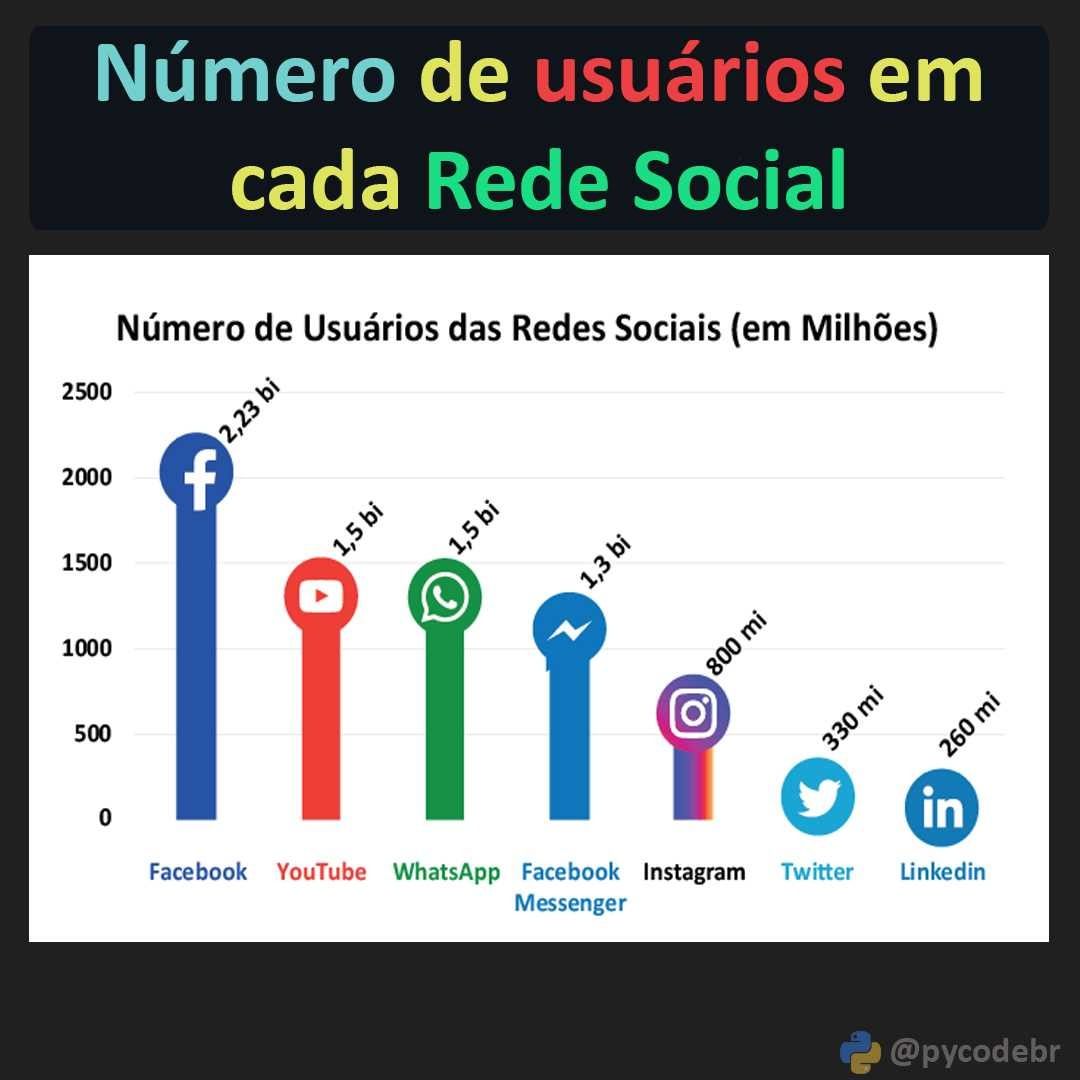 Número de usuários em
cada Rede Social
Número de Usuários das Redes Sociais (em Milhões)
2500
2000
1500
1000
500
0
2,23 bi
1,5 bi
1,5 bi
1,3 bi
800 mi
330 mi
260 mi
f
in
Facebook
YouTube
WhatsApp
Facebook
Messenger
Instagram
Twitter
Linkedin
@pycodebr